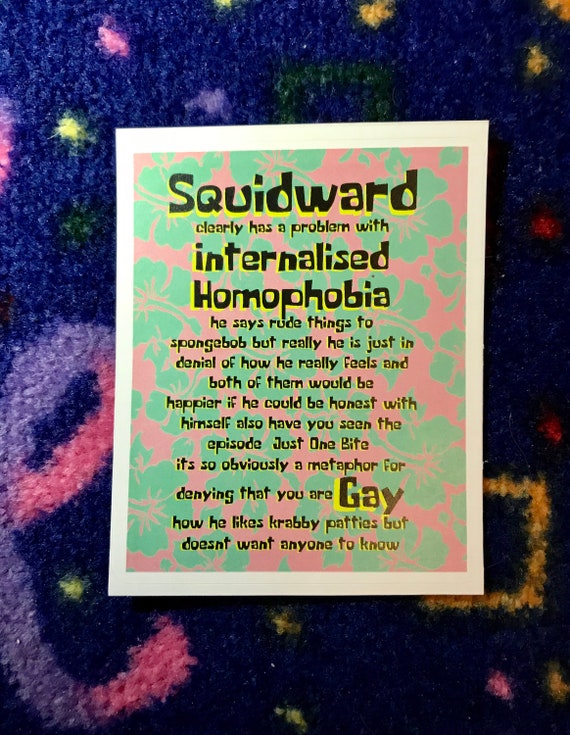 Squidward
clearly has a problem with
internalised
Homophobia
he says rude things to
spongebob but really he is just in
denial of how he really feels and
both of them would be
happier if he could be honest with
himself also have you seen the
episode Just One Bite
its so obviously a metaphor for
denying that you are Gay
how he likes krabby patties but
doesnt want anyone to know